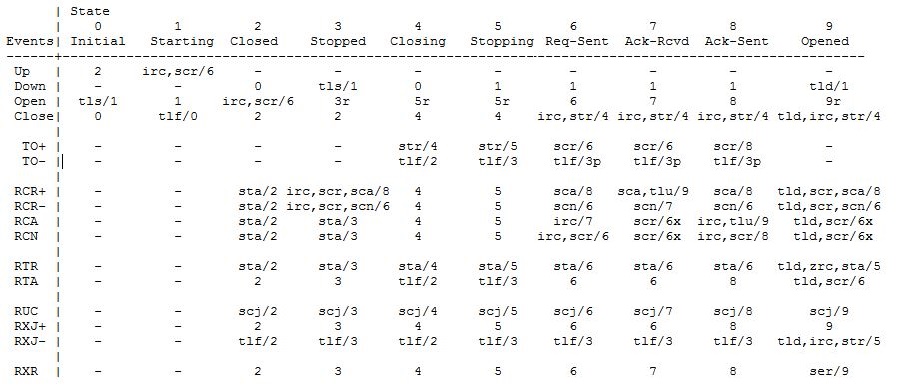 | State
      |    0         1         2         3         4         5         6         7         8           9
Events| Initial   Starting  Closed    Stopped   Closing   Stopping  Req-Sent  Ack-Rcvd  Ack-Sent    Opened
------+-----------------------------------------------------------------------------------------------------
 Up   |    2     irc,scr/6     -         -         -         -         -         -         -           -
 Down |    -         -         0       tls/1       0         1         1         1         1         tld/1
 Open |  tls/1       1     irc,scr/6     3r        5r        5r        6         7         8           9r
 Close|    0       tlf/0       2         2         4         4     irc,str/4 irc,str/4 irc,str/4 tld,irc,str/4
      |
  TO+ |    -         -         -         -       str/4     str/5     scr/6     scr/6     scr/8         -
  TO- |    -         -         -         -       tlf/2     tlf/3     tlf/3p    tlf/3p    tlf/3p        -
      |
 RCR+ |    -         -       sta/2 irc,scr,sca/8   4         5       sca/8   sca,tlu/9   sca/8   tld,scr,sca/8
 RCR- |    -         -       sta/2 irc,scr,scn/6   4         5       scn/6     scn/7     scn/6   tld,scr,scn/6
 RCA  |    -         -       sta/2     sta/3       4         5       irc/7     scr/6x  irc,tlu/9   tld,scr/6x
 RCN  |    -         -       sta/2     sta/3       4         5     irc,scr/6   scr/6x  irc,scr/8   tld,scr/6x
      |
 RTR  |    -         -       sta/2     sta/3     sta/4     sta/5     sta/6     sta/6     sta/6   tld,zrc,sta/5
 RTA  |    -         -         2         3       tlf/2     tlf/3       6         6         8       tld,scr/6
      |
 RUC  |    -         -       scj/2     scj/3     scj/4     scj/5     scj/6     scj/7     scj/8       scj/9
 RXJ+ |    -         -         2         3         4         5         6         6         8           9
 RXJ- |    -         -       tlf/2     tlf/3     tlf/2     tlf/3     tlf/3     tlf/3     tlf/3   tld,irc,str/5
      |
 RXR  |    -         -         2         3         4         5         6         7         8         ser/9